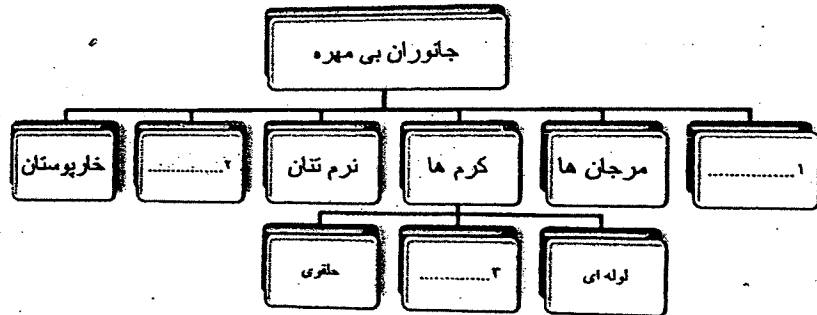 جانوران بی مهره
۱..................
مرجان ها
کرم ها
نرم تنان
۲................
خارپوستان
لوله ای
۳..............
حلقوی